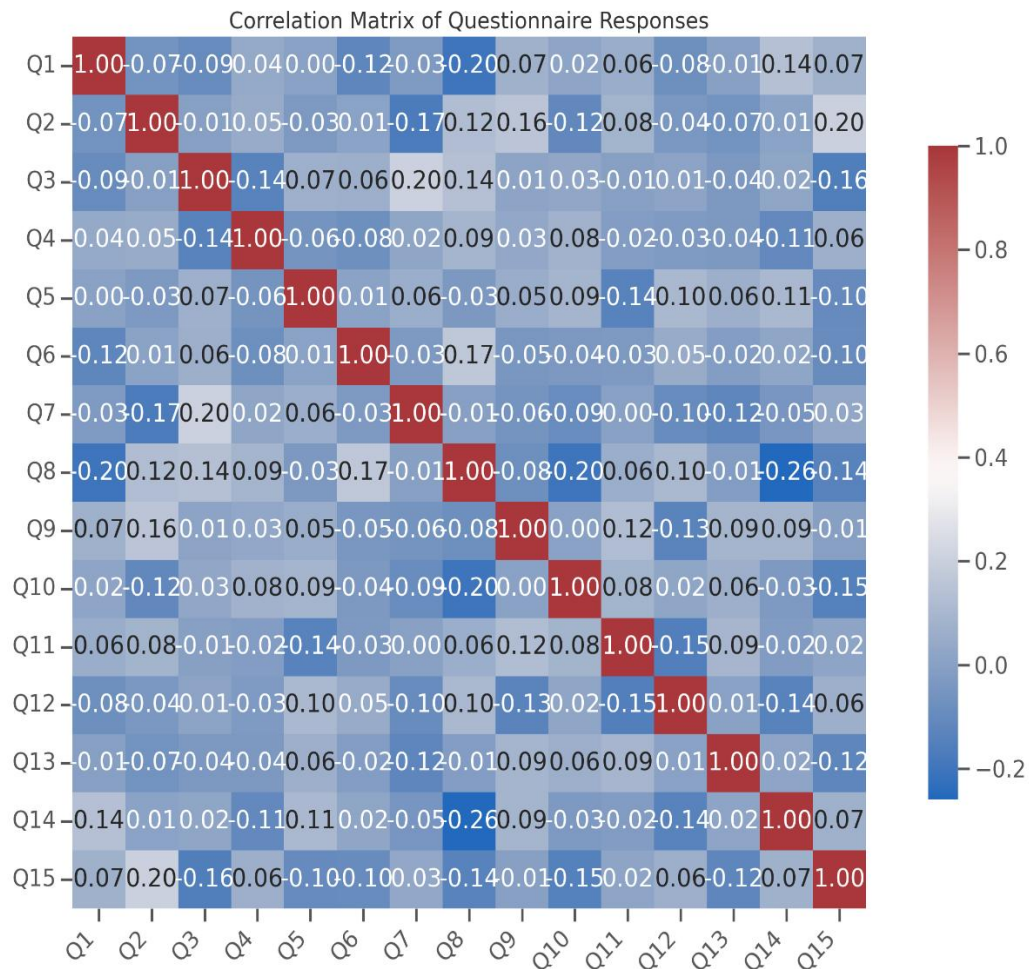 Correlation Matrix of Questionnaire Responses
Q1 1.00 -0.07 -0.09 0.04 0.00 -0.12 -0.03 -0.20 0.07 0.02 0.06 -0.08 -0.01 0.14 0.07
Q2 -0.07 1.00 -0.01 0.05 -0.03 0.01 -0.17 0.12 0.16 -0.12 0.08 -0.04 -0.07 0.01 0.20
Q3 -0.09 -0.01 1.00 -0.14 0.07 0.06 0.20 0.14 0.01 0.03 -0.01 0.01 -0.04 0.02 -0.16
Q4 0.04 0.05 -0.14 1.00 -0.06 -0.08 0.02 0.09 0.03 0.08 -0.02 -0.03 -0.04 -0.11 0.06
Q5 0.00 -0.03 0.07 -0.06 1.00 0.01 0.06 -0.03 0.05 0.09 -0.14 0.10 0.06 0.11 -0.10
Q6 -0.12 0.01 0.06 -0.08 0.01 1.00 -0.03 0.17 -0.05 -0.04 -0.03 0.05 -0.02 0.02 -0.10
Q7 -0.03 -0.17 0.20 0.02 0.06 -0.03 1.00 -0.01 -0.06 -0.09 0.00 -0.10 -0.12 -0.05 0.03
Q8 -0.20 0.12 0.14 0.09 -0.03 0.17 -0.01 1.00 -0.08 -0.20 0.06 0.10 -0.01 -0.26 -0.14
Q9 0.07 0.16 0.01 0.03 0.05 -0.05 -0.06 -0.08 1.00 0.00 0.12 -0.13 0.09 0.09 -0.01
Q10 0.02 -0.12 0.03 0.08 0.09 -0.04 -0.09 -0.20 0.00 1.00 0.08 0.02 0.06 -0.03 -0.15
Q11 0.06 0.08 -0.01 -0.02 -0.14 -0.03 0.00 0.06 0.12 0.08 1.00 -0.15 0.09 -0.02 0.02
Q12 -0.08 -0.04 0.01 -0.03 0.10 0.05 -0.10 0.10 -0.13 0.02 -0.15 1.00 0.01 -0.14 0.06
Q13 -0.01 -0.07 -0.04 -0.04 0.06 -0.02 -0.12 -0.01 0.09 0.06 0.09 0.01 1.00 0.02 -0.12
Q14 0.14 0.01 0.02 -0.11 0.11 0.02 -0.05 -0.26 0.09 -0.03 -0.02 -0.14 0.02 1.00 0.07
Q15 0.07 0.20 -0.16 0.06 -0.10 -0.10 0.03 -0.14 -0.01 -0.15 0.02 0.06 -0.12 0.07 1.00
Q1 Q2 Q3 Q4 Q5 Q6 Q7 Q8 Q9 Q10 Q11 Q12 Q13 Q14 Q15
1.0
0.8
0.6
0.4
0.2
0.0
−0.2